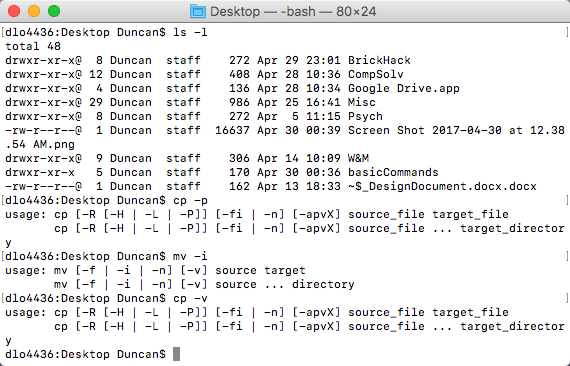 Desktop — -bash — 80×24
[dlo4436:Desktop Duncan$ ls -l ]
total 48
drwxr-xr-x@  8 Duncan  staff    272 Apr 29 23:01 BrickHack
drwxr-xr-x@ 12 Duncan  staff    408 Apr 28 10:36 CompSolv
drwxr-xr-x@  4 Duncan  staff    136 Apr 28 10:34 Google Drive.app
drwxr-xr-x@ 29 Duncan  staff    986 Apr 25 16:41 Misc
drwxr-xr-x@  8 Duncan  staff    272 Apr  5 11:15 Psych
-rw-r--r--@  1 Duncan  staff  16637 Apr 30 00:39 Screen Shot 2017-04-30 at 12.38
.54 AM.png
drwxr-xr-x@  9 Duncan  staff    306 Apr 14 10:09 W&M
drwxr-xr-x   5 Duncan  staff    170 Apr 30 00:36 basicCommands
-rw-r--r--@  1 Duncan  staff    162 Apr 13 18:33 ~$_DesignDocument.docx.docx
[dlo4436:Desktop Duncan$ cp -p ]
usage: cp [-R [-H | -L | -P]] [-fi | -n] [-apvX] source_file target_file
       cp [-R [-H | -L | -P]] [-fi | -n] [-apvX] source_file ... target_director
y
[dlo4436:Desktop Duncan$ mv -i ]
usage: mv [-f | -i | -n] [-v] source target
       mv [-f | -i | -n] [-v] source ... directory
[dlo4436:Desktop Duncan$ cp -v ]
usage: cp [-R [-H | -L | -P]] [-fi | -n] [-apvX] source_file target_file
       cp [-R [-H | -L | -P]] [-fi | -n] [-apvX] source_file ... target_director
y
dlo4436:Desktop Duncan$